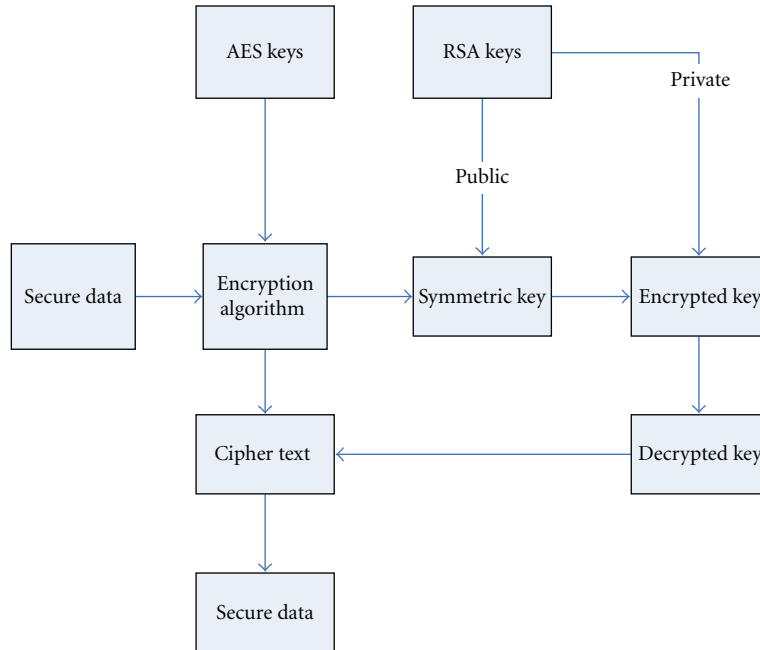 AES keys
RSA keys
Private
Public
Secure data
Encryption
algorithm
Symmetric key
Encrypted key
Cipher text
Decrypted key
Secure data